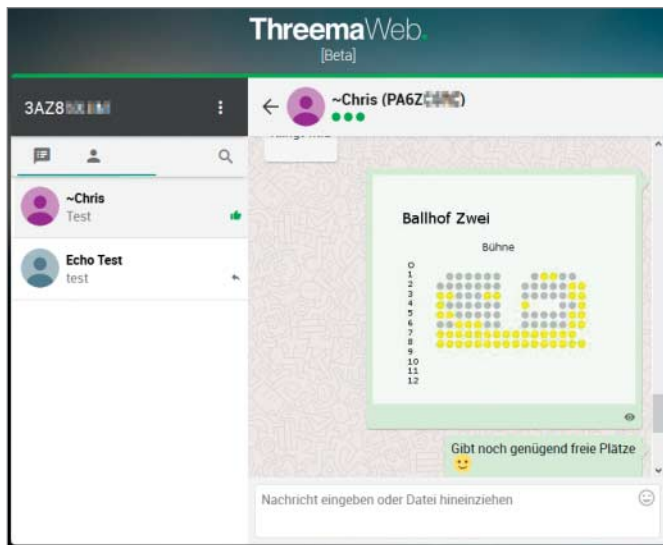 ThreemaWeb.
[Beta]
3AZ8
~Chris (PA6Z )
~Chris
Test
Echo Test
test
Ballhof Zwei
Bühne
0
1
2
3
4
5
6
7
8
9
10
11
12
Gibt noch genügend freie Plätze
Nachricht eingeben oder Datei hineinziehen